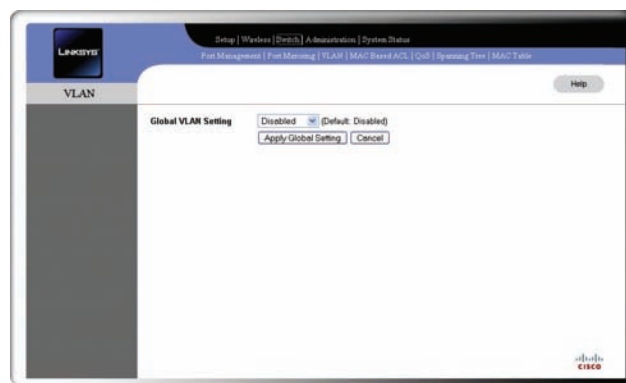 LINKSYS
Setup | Wireless | Switch | Administration | System Status
Port Management | Port Mirroring | VLAN | MAC Based ACL | QoS | Spanning Tree | MAC Table
VLAN
Help
Global VLAN Setting Disabled (Default: Disabled)
Apply Global Setting Cancel
CISCO